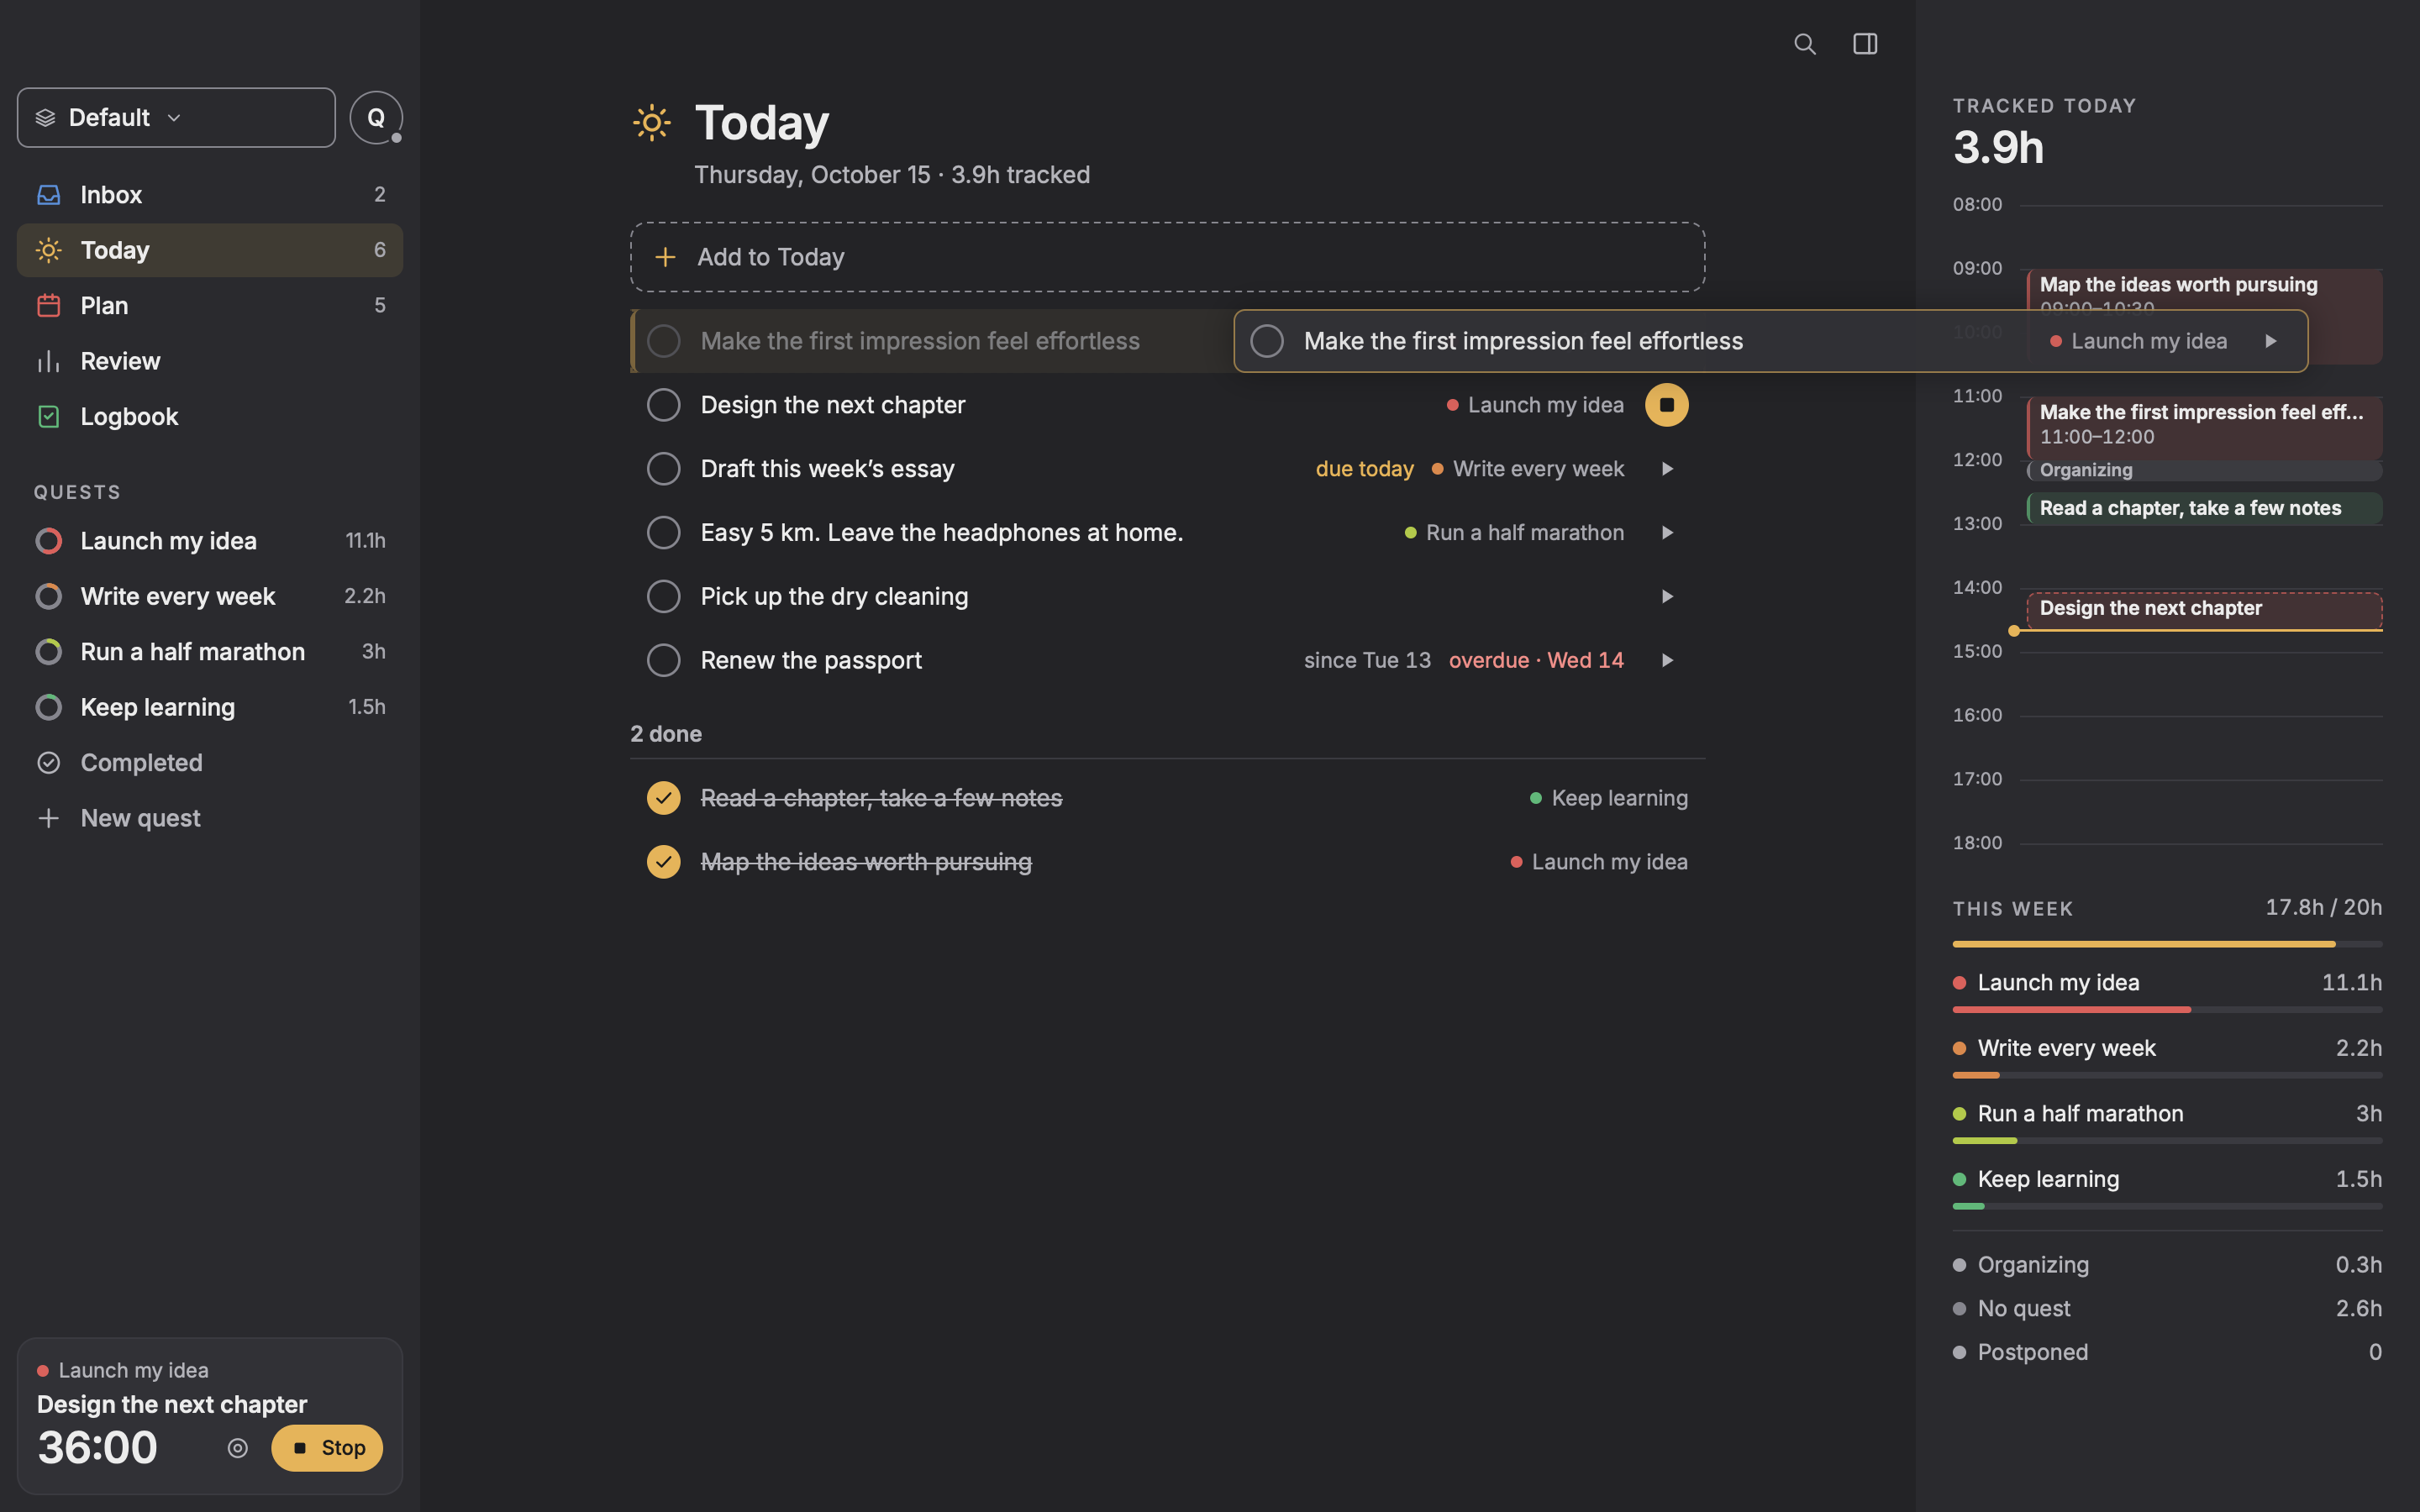 Default
Q
Inbox 2
Today 6
Plan 5
Review
Logbook
QUESTS
Launch my idea 11.1h
Write every week 2.2h
Run a half marathon 3h
Keep learning 1.5h
Completed
New quest
Launch my idea
Design the next chapter
36:00 Stop
Today
Thursday, October 15 · 3.9h tracked
Add to Today
Make the first impression feel effortless
Make the first impression feel effortless Launch my idea
Design the next chapter Launch my idea
Draft this week’s essay due today Write every week
Easy 5 km. Leave the headphones at home. Run a half marathon
Pick up the dry cleaning
Renew the passport since Tue 13 overdue · Wed 14
2 done
Read a chapter, take a few notes Keep learning
Map the ideas worth pursuing Launch my idea
TRACKED TODAY
3.9h
08:00
09:00
Map the ideas worth pursuing
09:00–10:30
10:00
11:00
Make the first impression feel eff...
11:00–12:00
12:00
Organizing
Read a chapter, take a few notes
13:00
14:00
Design the next chapter
15:00
16:00
17:00
18:00
THIS WEEK 17.8h / 20h
Launch my idea 11.1h
Write every week 2.2h
Run a half marathon 3h
Keep learning 1.5h
Organizing 0.3h
No quest 2.6h
Postponed 0